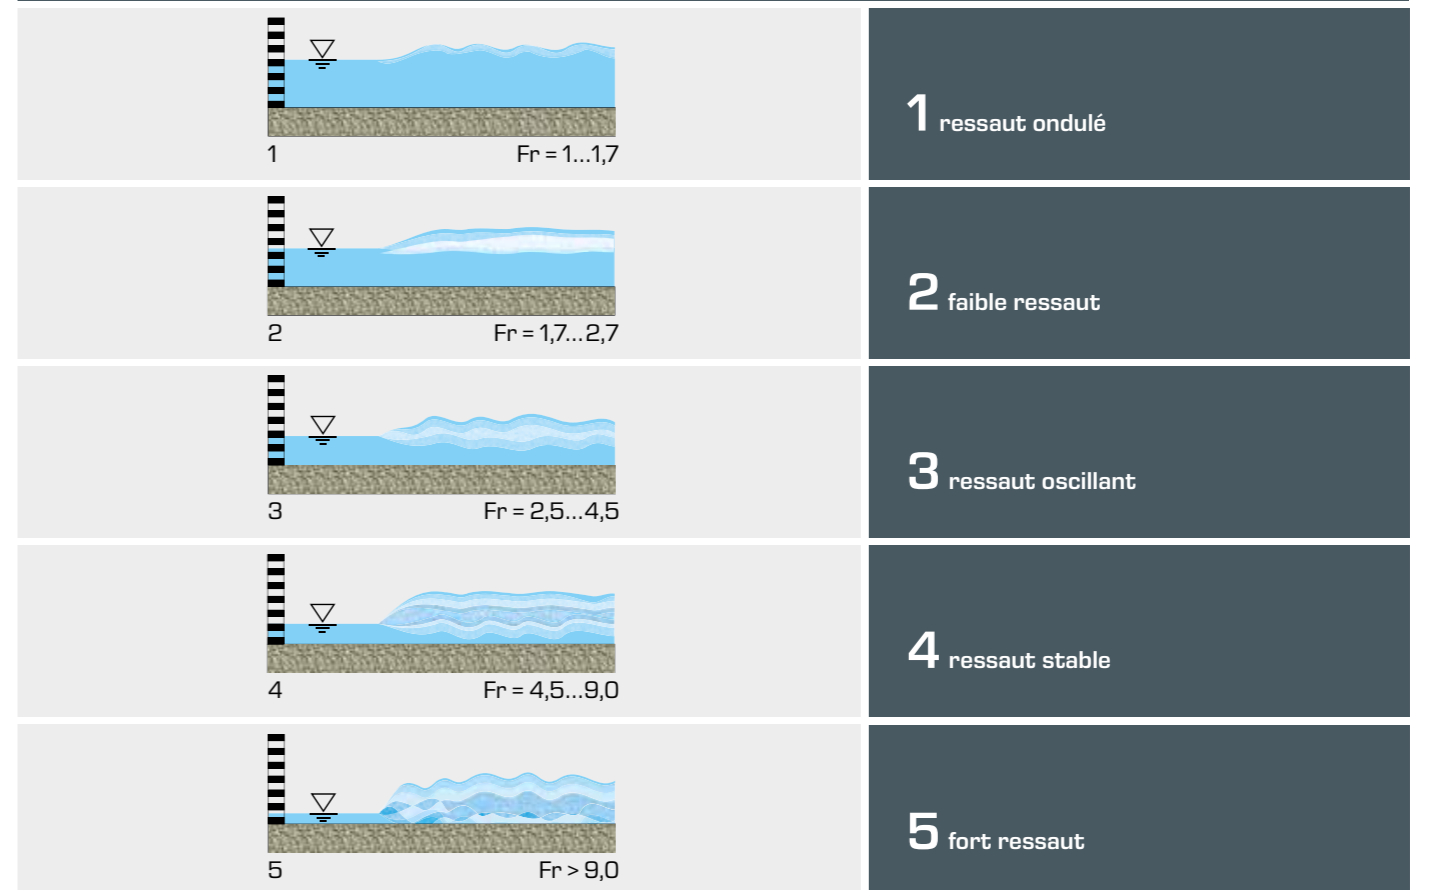 1 Fr = 1...1,7
1 ressaut ondulé
2 Fr = 1,7...2,7
2 faible ressaut
3 Fr = 2,5...4,5
3 ressaut oscillant
4 Fr = 4,5...9,0
4 ressaut stable
5 Fr > 9,0
5 fort ressaut